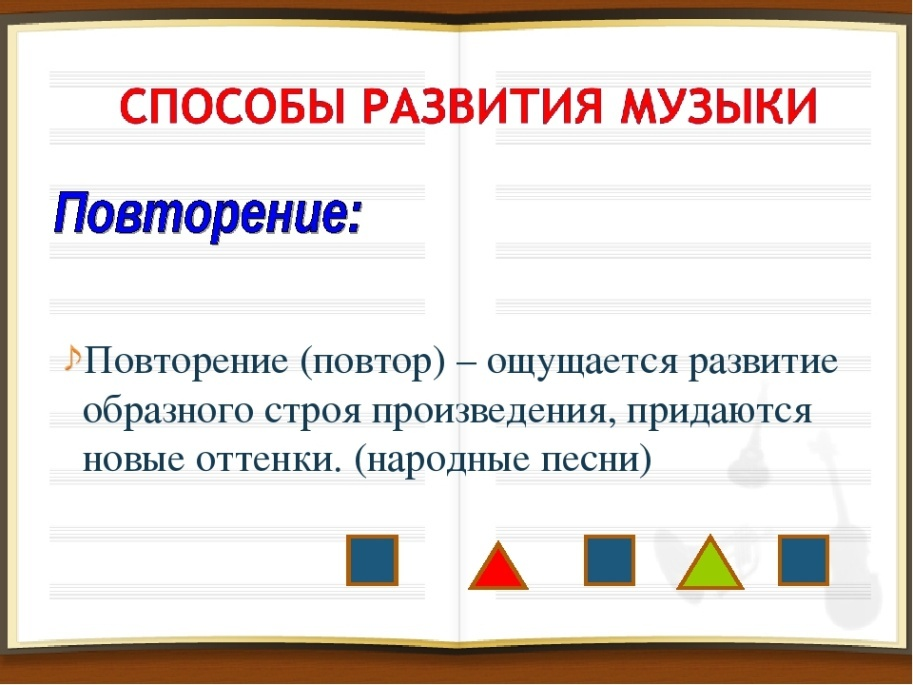 СПОСОБЫ РАЗВИТИЯ МУЗЫКИ
Повторение:
Повторение (повтор) – ощущается развитие
образного строя произведения, придаются
новые оттенки. (народные песни)